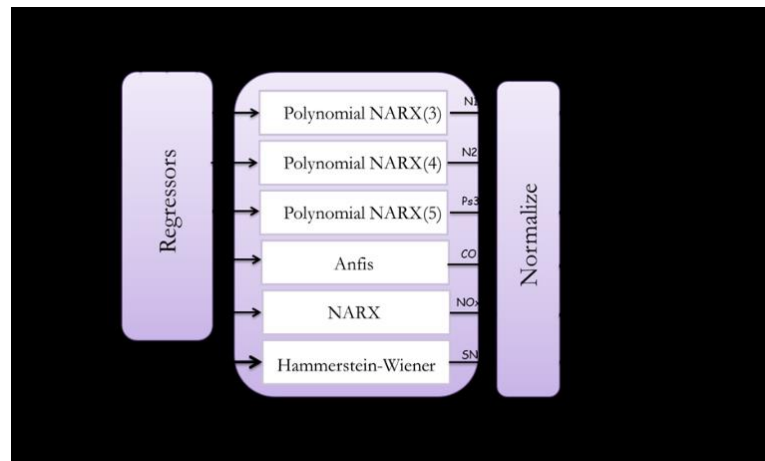 Regressors
Polynomial NARX(3)
N1
Polynomial NARX(4)
N2
Polynomial NARX(5)
Ps3
Anfis
CO
NARX
NOx
Hammerstein-Wiener
SN
Normalize